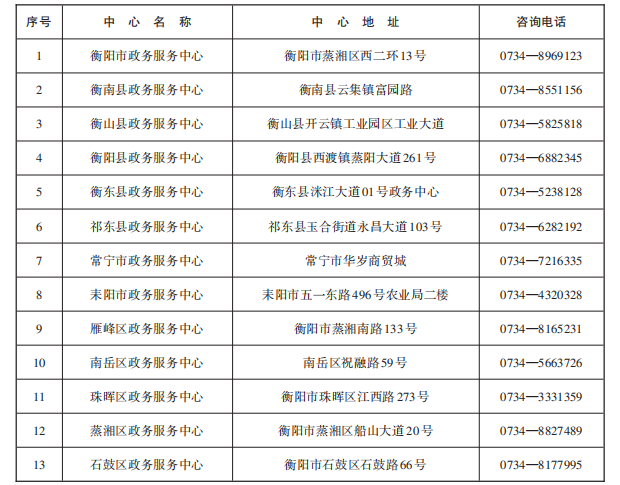 序号 中 心 名 称 中 心 地 址 咨询电话
1 衡阳市政务服务中心 衡阳市蒸湘区西二环13号 0734—8969123
2 衡南县政务服务中心 衡南县云集镇富园路 0734—8551156
3 衡山县政务服务中心 衡山县开云镇工业园区工业大道 0734—5825818
4 衡阳县政务服务中心 衡阳县西渡镇蒸阳大道261号 0734—6882345
5 衡东县政务服务中心 衡东县洣江大道01号政务中心 0734—5238128
6 祁东县政务服务中心 祁东县玉合街道永昌大道103号 0734—6282192
7 常宁市政务服务中心 常宁市华岁商贸城 0734—7216335
8 耒阳市政务服务中心 耒阳市五一东路496号农业局二楼 0734—4320328
9 雁峰区政务服务中心 衡阳市蒸湘南路133号 0734—8165231
10 南岳区政务服务中心 南岳区祝融路59号 0734—5663726
11 珠晖区政务服务中心 衡阳市珠晖区江西路273号 0734—3331359
12 蒸湘区政务服务中心 衡阳市蒸湘区船山大道20号 0734—8827489
13 石鼓区政务服务中心 衡阳市石鼓区石鼓路66号 0734—8177995